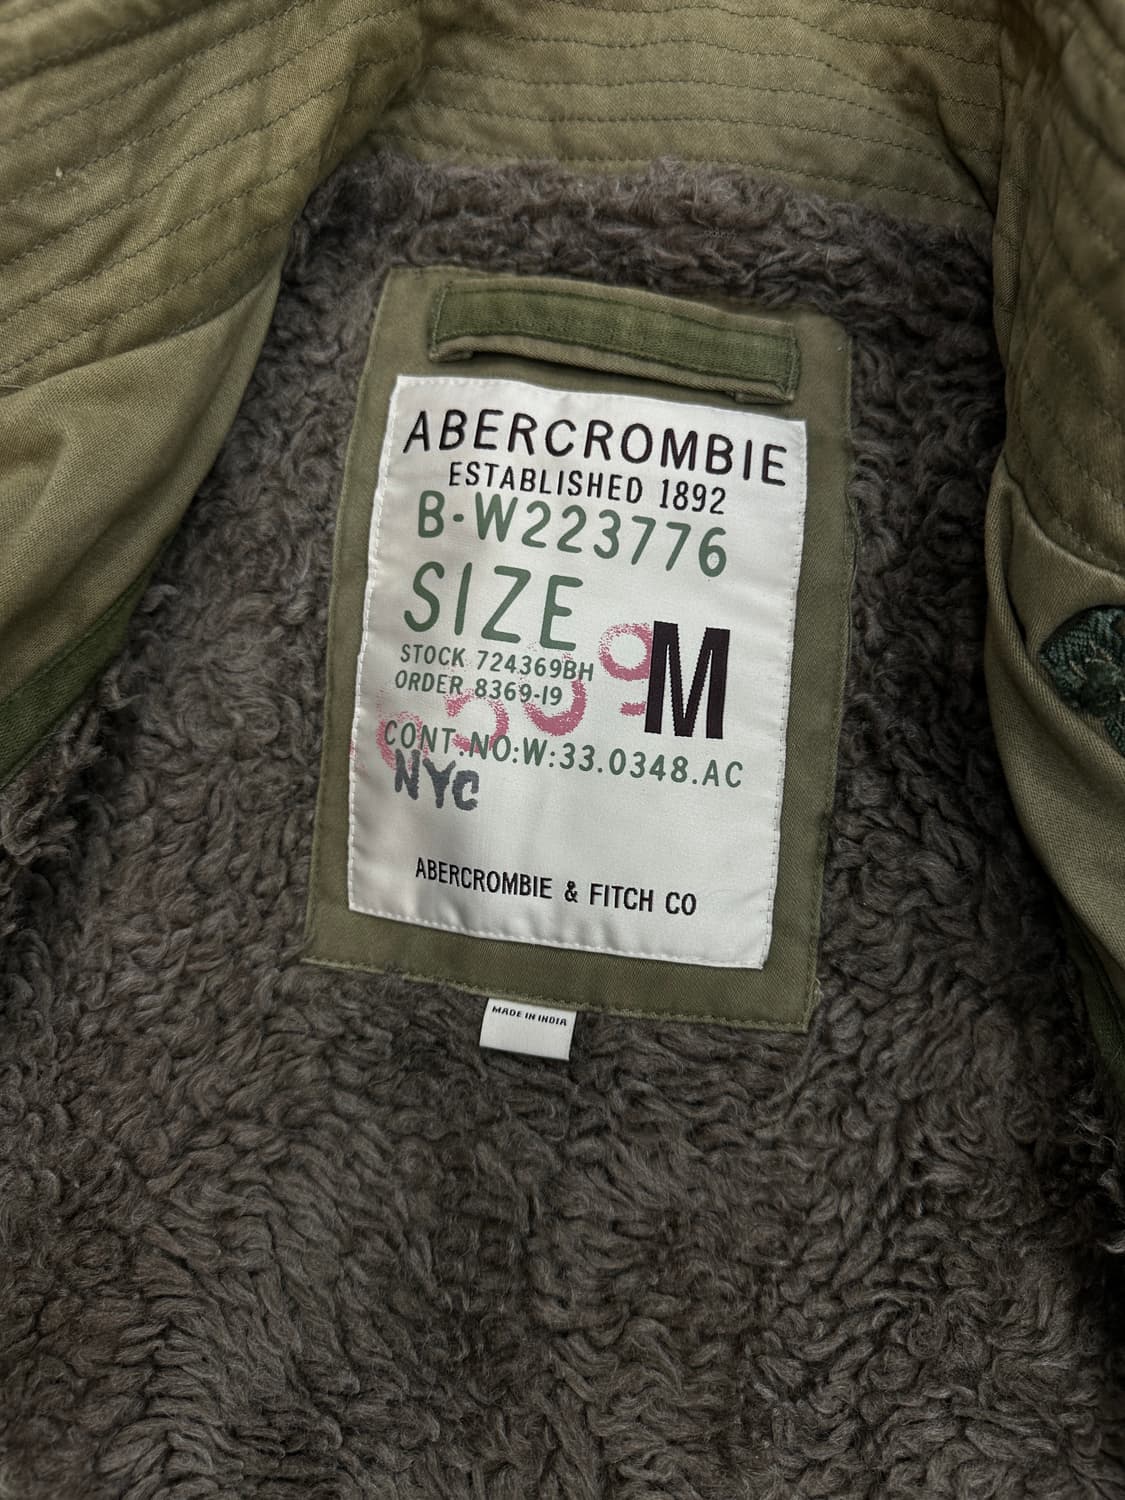 ABERCROMBIE
ESTABLISHED 1892
B-W223776
SIZE
M
STOCK 724369BH
ORDER 8369-19
CONT.NO:W:33.0348.AC
NYC
ABERCROMBIE & FITCH CO
MADE IN INDIA